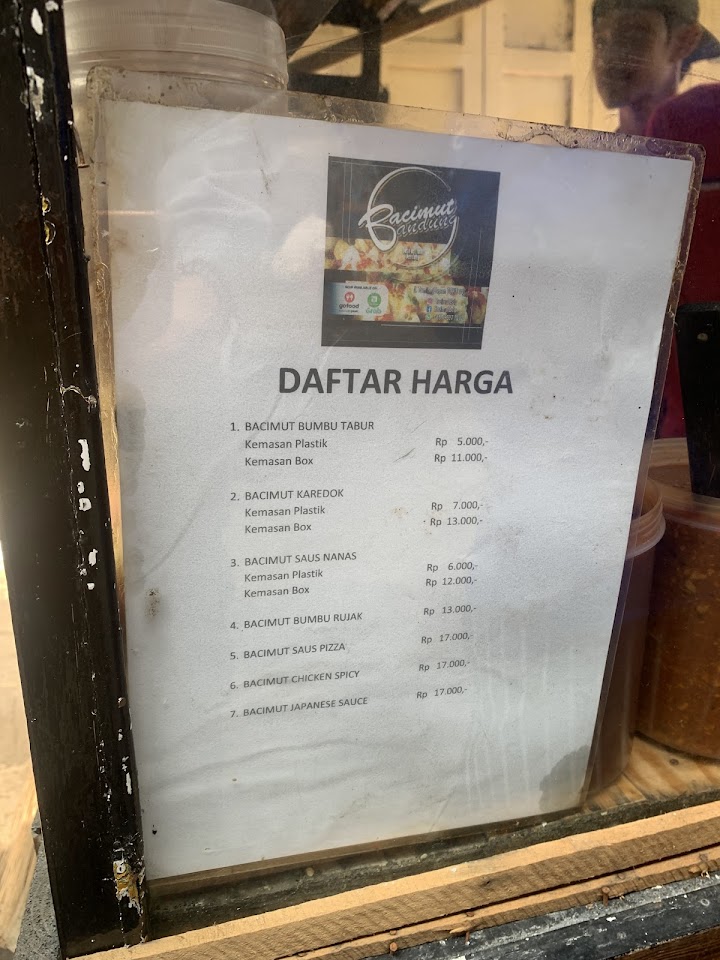 Bacimut
Bandung
gofood
Grab
DAFTAR HARGA
1. BACIMUT BUMBU TABUR
Kemasan Plastik Rp 5.000,-
Kemasan Box Rp 11.000,-
2. BACIMUT KAREDOK
Kemasan Plastik Rp 7.000,-
Kemasan Box Rp 13.000,-
3. BACIMUT SAUS NANAS
Kemasan Plastik Rp 6.000,-
Kemasan Box Rp 12.000,-
4. BACIMUT BUMBU RUJAK Rp 13.000,-
5. BACIMUT SAUS PIZZA Rp 17.000,-
6. BACIMUT CHICKEN SPICY Rp 17.000,-
7. BACIMUT JAPANESE SAUCE Rp 17.000,-